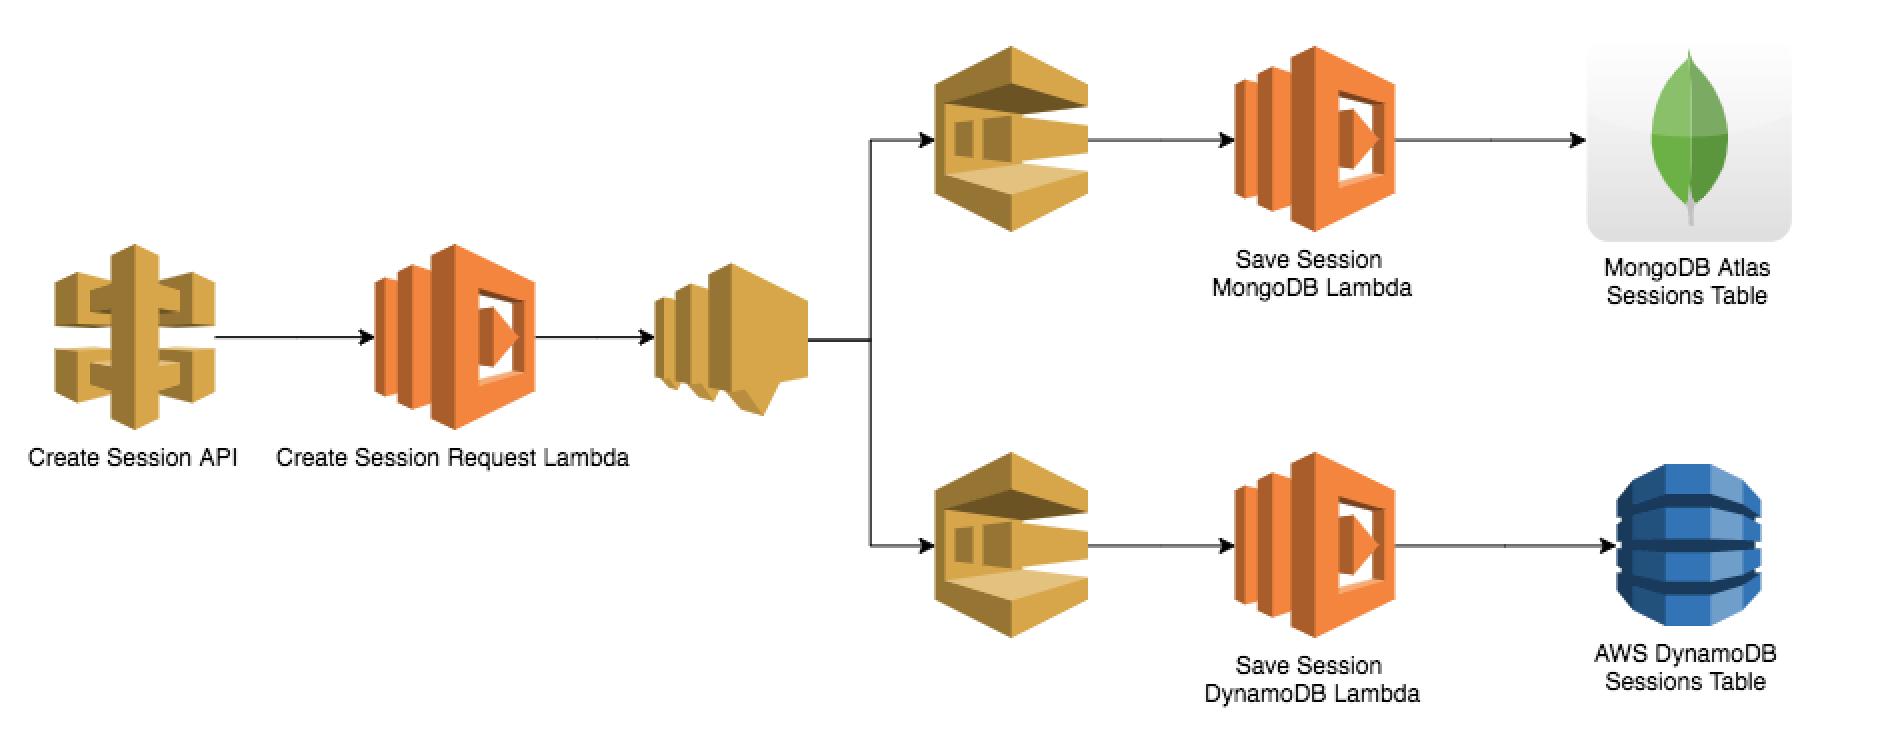 Create Session API
Create Session Request Lambda
Save Session
MongoDB Lambda
MongoDB Atlas
Sessions Table
Save Session
DynamoDB Lambda
AWS DynamoDB
Sessions Table